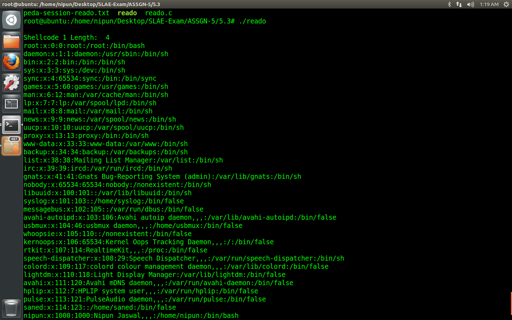 root@ubuntu: /home/nipun/Desktop/SLAE-Exam/ASSGN-5/5.3
1:19 AM
peda-session-reado.txt reado reado.c
root@ubuntu:/home/nipun/Desktop/SLAE-Exam/ASSGN-5/5.3# ./reado
Shellcode 1 Length: 4
root:x:0:0:root:/root:/bin/bash
daemon:x:1:1:daemon:/usr/sbin:/bin/sh
bin:x:2:2:bin:/bin:/bin/sh
sys:x:3:3:sys:/dev:/bin/sh
sync:x:4:65534:sync:/bin:/bin/sync
games:x:5:60:games:/usr/games:/bin/sh
man:x:6:12:man:/var/cache/man:/bin/sh
lp:x:7:7:lp:/var/spool/lpd:/bin/sh
mail:x:8:8:mail:/var/mail:/bin/sh
news:x:9:9:news:/var/spool/news:/bin/sh
uucp:x:10:10:uucp:/var/spool/uucp:/bin/sh
proxy:x:13:13:proxy:/bin:/bin/sh
www-data:x:33:33:www-data:/var/www:/bin/sh
backup:x:34:34:backup:/var/backups:/bin/sh
list:x:38:38:Mailing List Manager:/var/list:/bin/sh
irc:x:39:39:ircd:/var/run/ircd:/bin/sh
gnats:x:41:41:Gnats Bug-Reporting System (admin):/var/lib/gnats:/bin/sh
nobody:x:65534:65534:nobody:/nonexistent:/bin/sh
libuuid:x:100:101::/var/lib/libuuid:/bin/sh
syslog:x:101:103::/home/syslog:/bin/false
messagebus:x:102:105::/var/run/dbus:/bin/false
avahi-autoipd:x:103:106:Avahi autoip daemon,,,:/var/lib/avahi-autoipd:/bin/false
usbmux:x:104:46:usbmux daemon,,,:/home/usbmux:/bin/false
whoopsie:x:105:110::/nonexistent:/bin/false
kernoops:x:106:65534:Kernel Oops Tracking Daemon,,,:/:/bin/false
rtkit:x:107:114:RealtimeKit,,,:/proc:/bin/false
speech-dispatcher:x:108:29:Speech Dispatcher,,,:/var/run/speech-dispatcher:/bin/sh
colord:x:109:117:colord colour management daemon,,,:/var/lib/colord:/bin/false
lightdm:x:110:118:Light Display Manager:/var/lib/lightdm:/bin/false
avahi:x:111:120:Avahi mDNS daemon,,,:/var/run/avahi-daemon:/bin/false
hplip:x:112:7:HPLIP system user,,,:/var/run/hplip:/bin/false
pulse:x:113:121:PulseAudio daemon,,,:/var/run/pulse:/bin/false
saned:x:114:123::/home/saned:/bin/false
nipun:x:1000:1000:Nipun Jaswal,,,:/home/nipun:/bin/bash